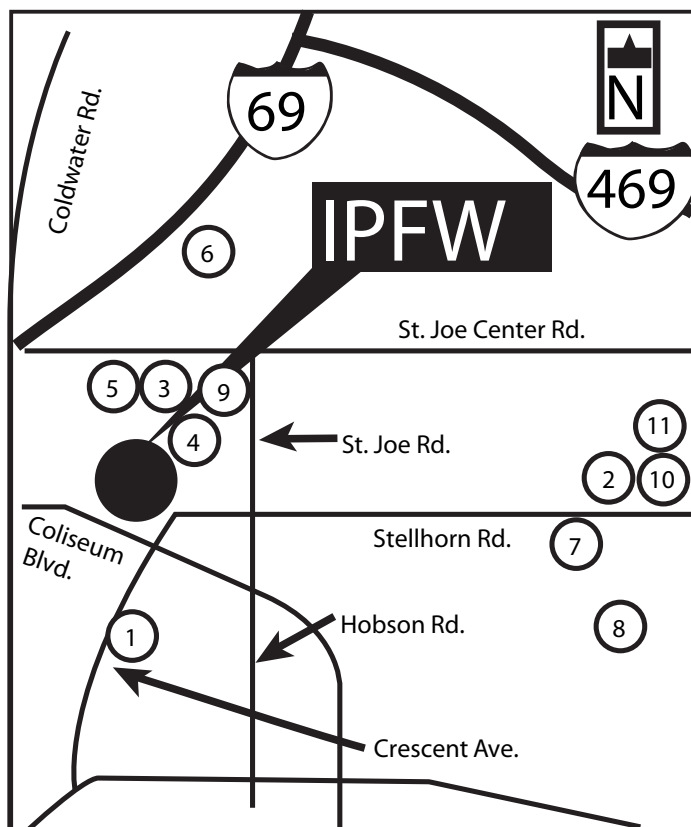 Coldwater Rd.
69
N
469
IPFW
6
St. Joe Center Rd.
5
3
9
4
St. Joe Rd.
11
2
10
Coliseum
Blvd.
Stellhorn Rd.
7
1
Hobson Rd.
8
Crescent Ave.